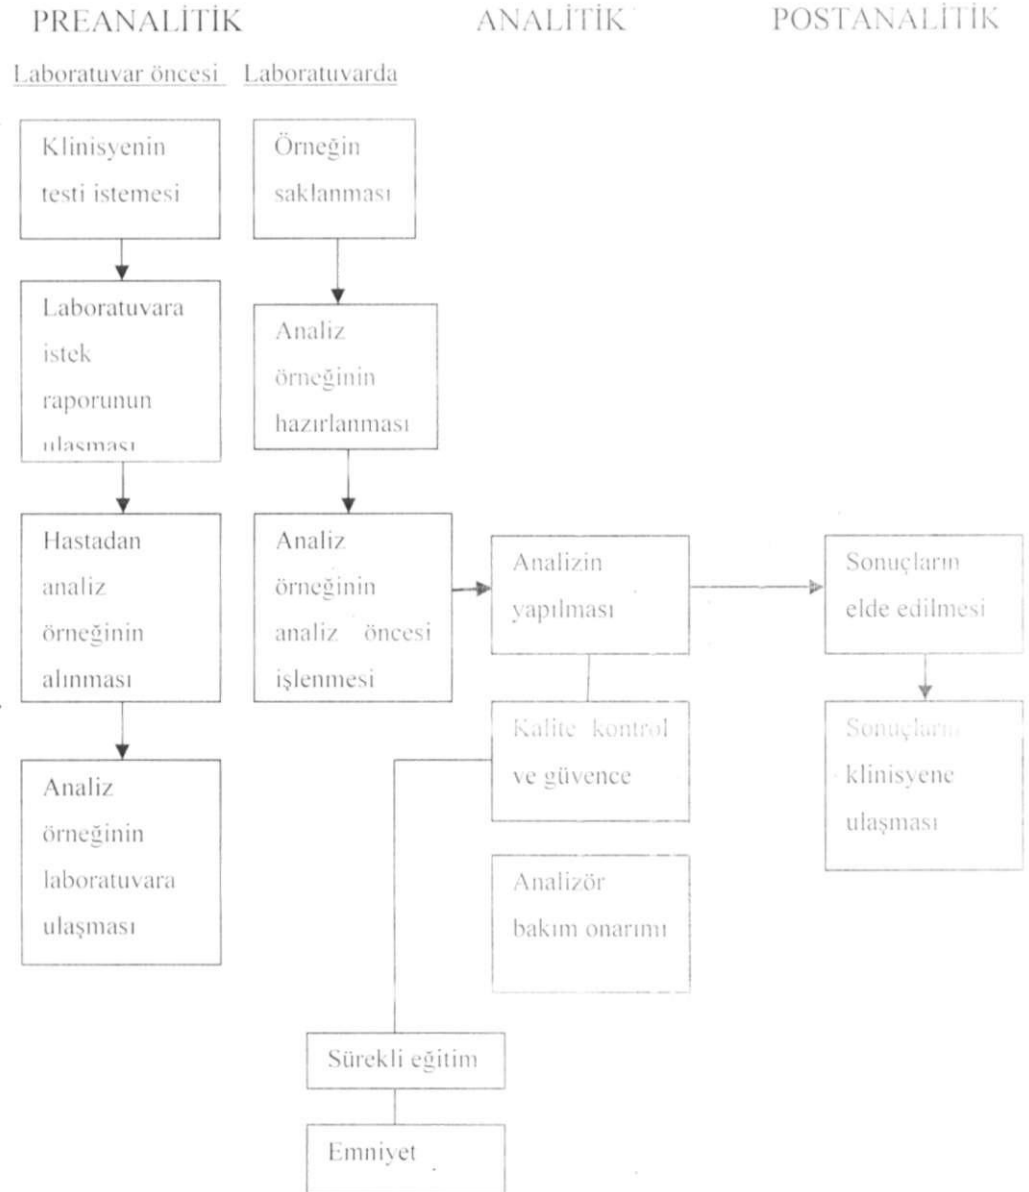 PREANALİTİK
ANALİTİK
POSTANALİTİK
Laboratuvar öncesi
Laboratuvarda
Klinisyenin
testi istemesi
Laboratuvara
istek
raporunun
ulaşması
Hastadan
analiz
örneğinin
alınması
Analiz
örneğinin
laboratuvara
ulaşması
Örneğin
saklanması
Analiz
örneğinin
hazırlanması
Analiz
örneğinin
analiz öncesi
işlenmesi
Analizin
yapılması
Kalite kontrol
ve güvence
Analizör
bakım onarımı
Sürekli eğitim
Emniyet
Sonuçların
elde edilmesi
Sonuçların
klinisyene
ulaşması